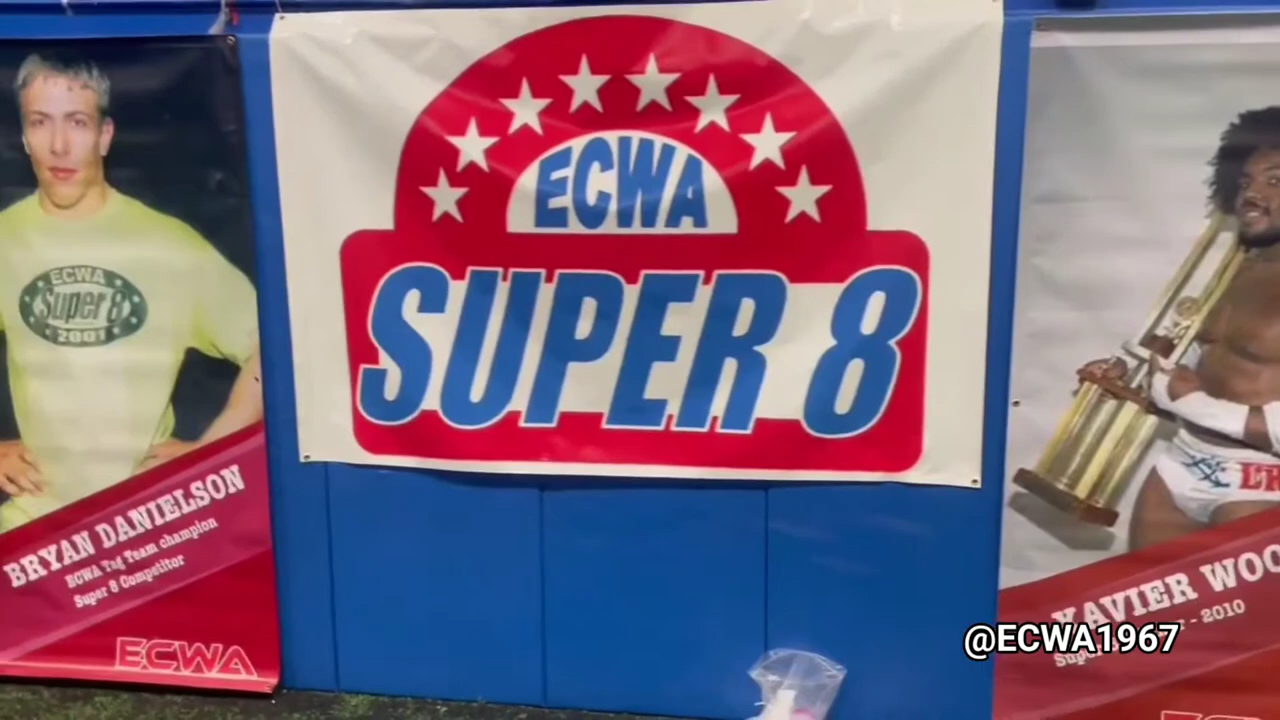 ECWA
SUPER 8
ECWA
Super 8
2001
BRYAN DANIELSON
ECWA Tag Team champion
Super 8 Competitor
ECWA
XAVIER
- 2010
@ECWA1967